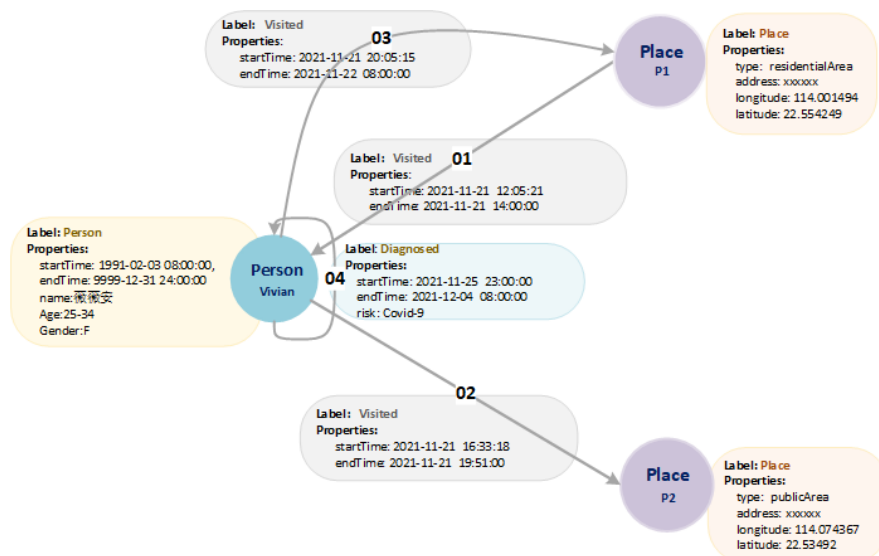 Label: Visited
Properties:
startTime: 2021-11-21 20:05:15
endTime: 2021-11-22 08:00:00
03
Place
P1
Label: Place
Properties:
type: residentialArea
address: xxxxxx
longitude: 114.001494
latitude: 22.554249
Label: Visited
Properties:
startTime: 2021-11-21 12:05:21
endTime: 2021-11-21 14:00:00
01
Label: Person
Properties:
startTime: 1991-02-03 08:00:00,
endTime: 9999-12-31 24:00:00
name:薇薇安
Age:25-34
Gender:F
Person
Vivian
04
Label: Diagnosed
Properties:
startTime: 2021-11-25 23:00:00
endTime: 2021-12-04 08:00:00
risk: Covid-9
02
Label: Visited
Properties:
startTime: 2021-11-21 16:33:18
endTime: 2021-11-21 19:51:00
Place
P2
Label: Place
Properties:
type: publicArea
address: xxxxxx
longitude: 114.074367
latitude: 22.53492